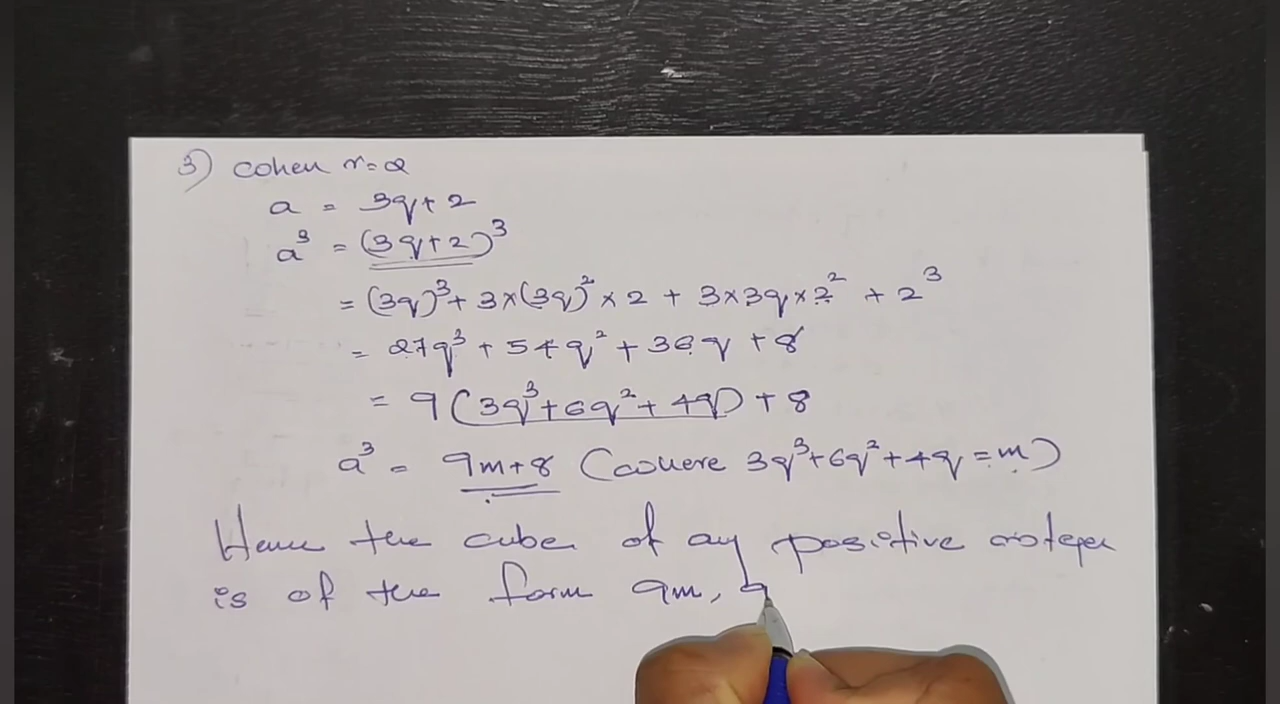 3) when r=2
a = 3q+2
a³ = (3q+2)³
= (3q)³ + 3×(3q)²×2 + 3×3q×2² + 2³
= 27q³ + 54q² + 36q + 8
= 9(3q³+6q²+4q) + 8
a³ = 9m+8 (where 3q³+6q²+4q=m)
Hence the cube of any positive integer
is of the form 9m, 9